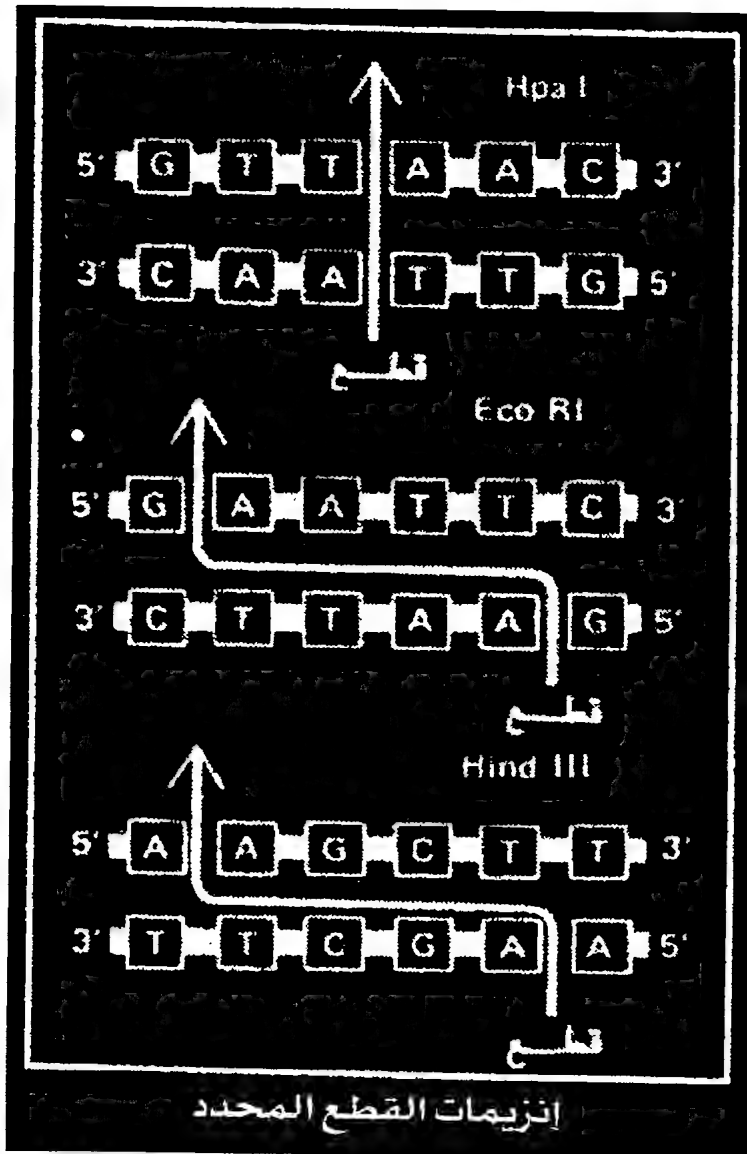 Hpa I
5' G T T A A C 3'
3' C A A T T G 5'
قطع
Eco RI
5' G A A T T C 3'
3' C T T A A G 5'
قطع
Hind III
5' A A G C T T 3'
3' T T C G A A 5'
قطع
إنزيمات القطع المحدد